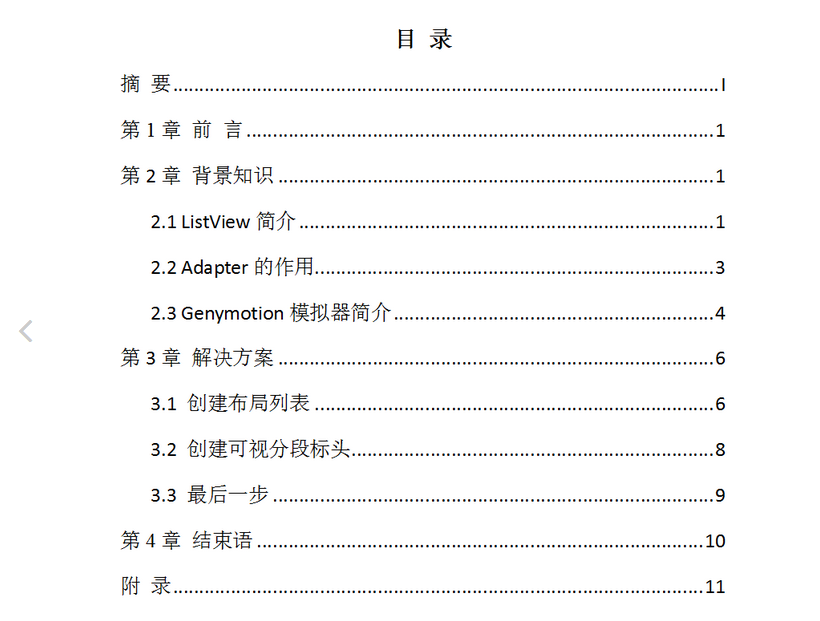 目 录
摘 要........................................................................................................I
第 1 章 前 言..........................................................................................1
第 2 章 背景知识....................................................................................1
2.1 ListView 简介................................................................................1
2.2 Adapter 的作用.............................................................................3
2.3 Genymotion 模拟器简介..............................................................4
第 3 章 解决方案....................................................................................6
3.1 创建布局列表.............................................................................6
3.2 创建可视分段标头......................................................................8
3.3 最后一步.....................................................................................9
第 4 章 结束语......................................................................................10
附 录......................................................................................................11